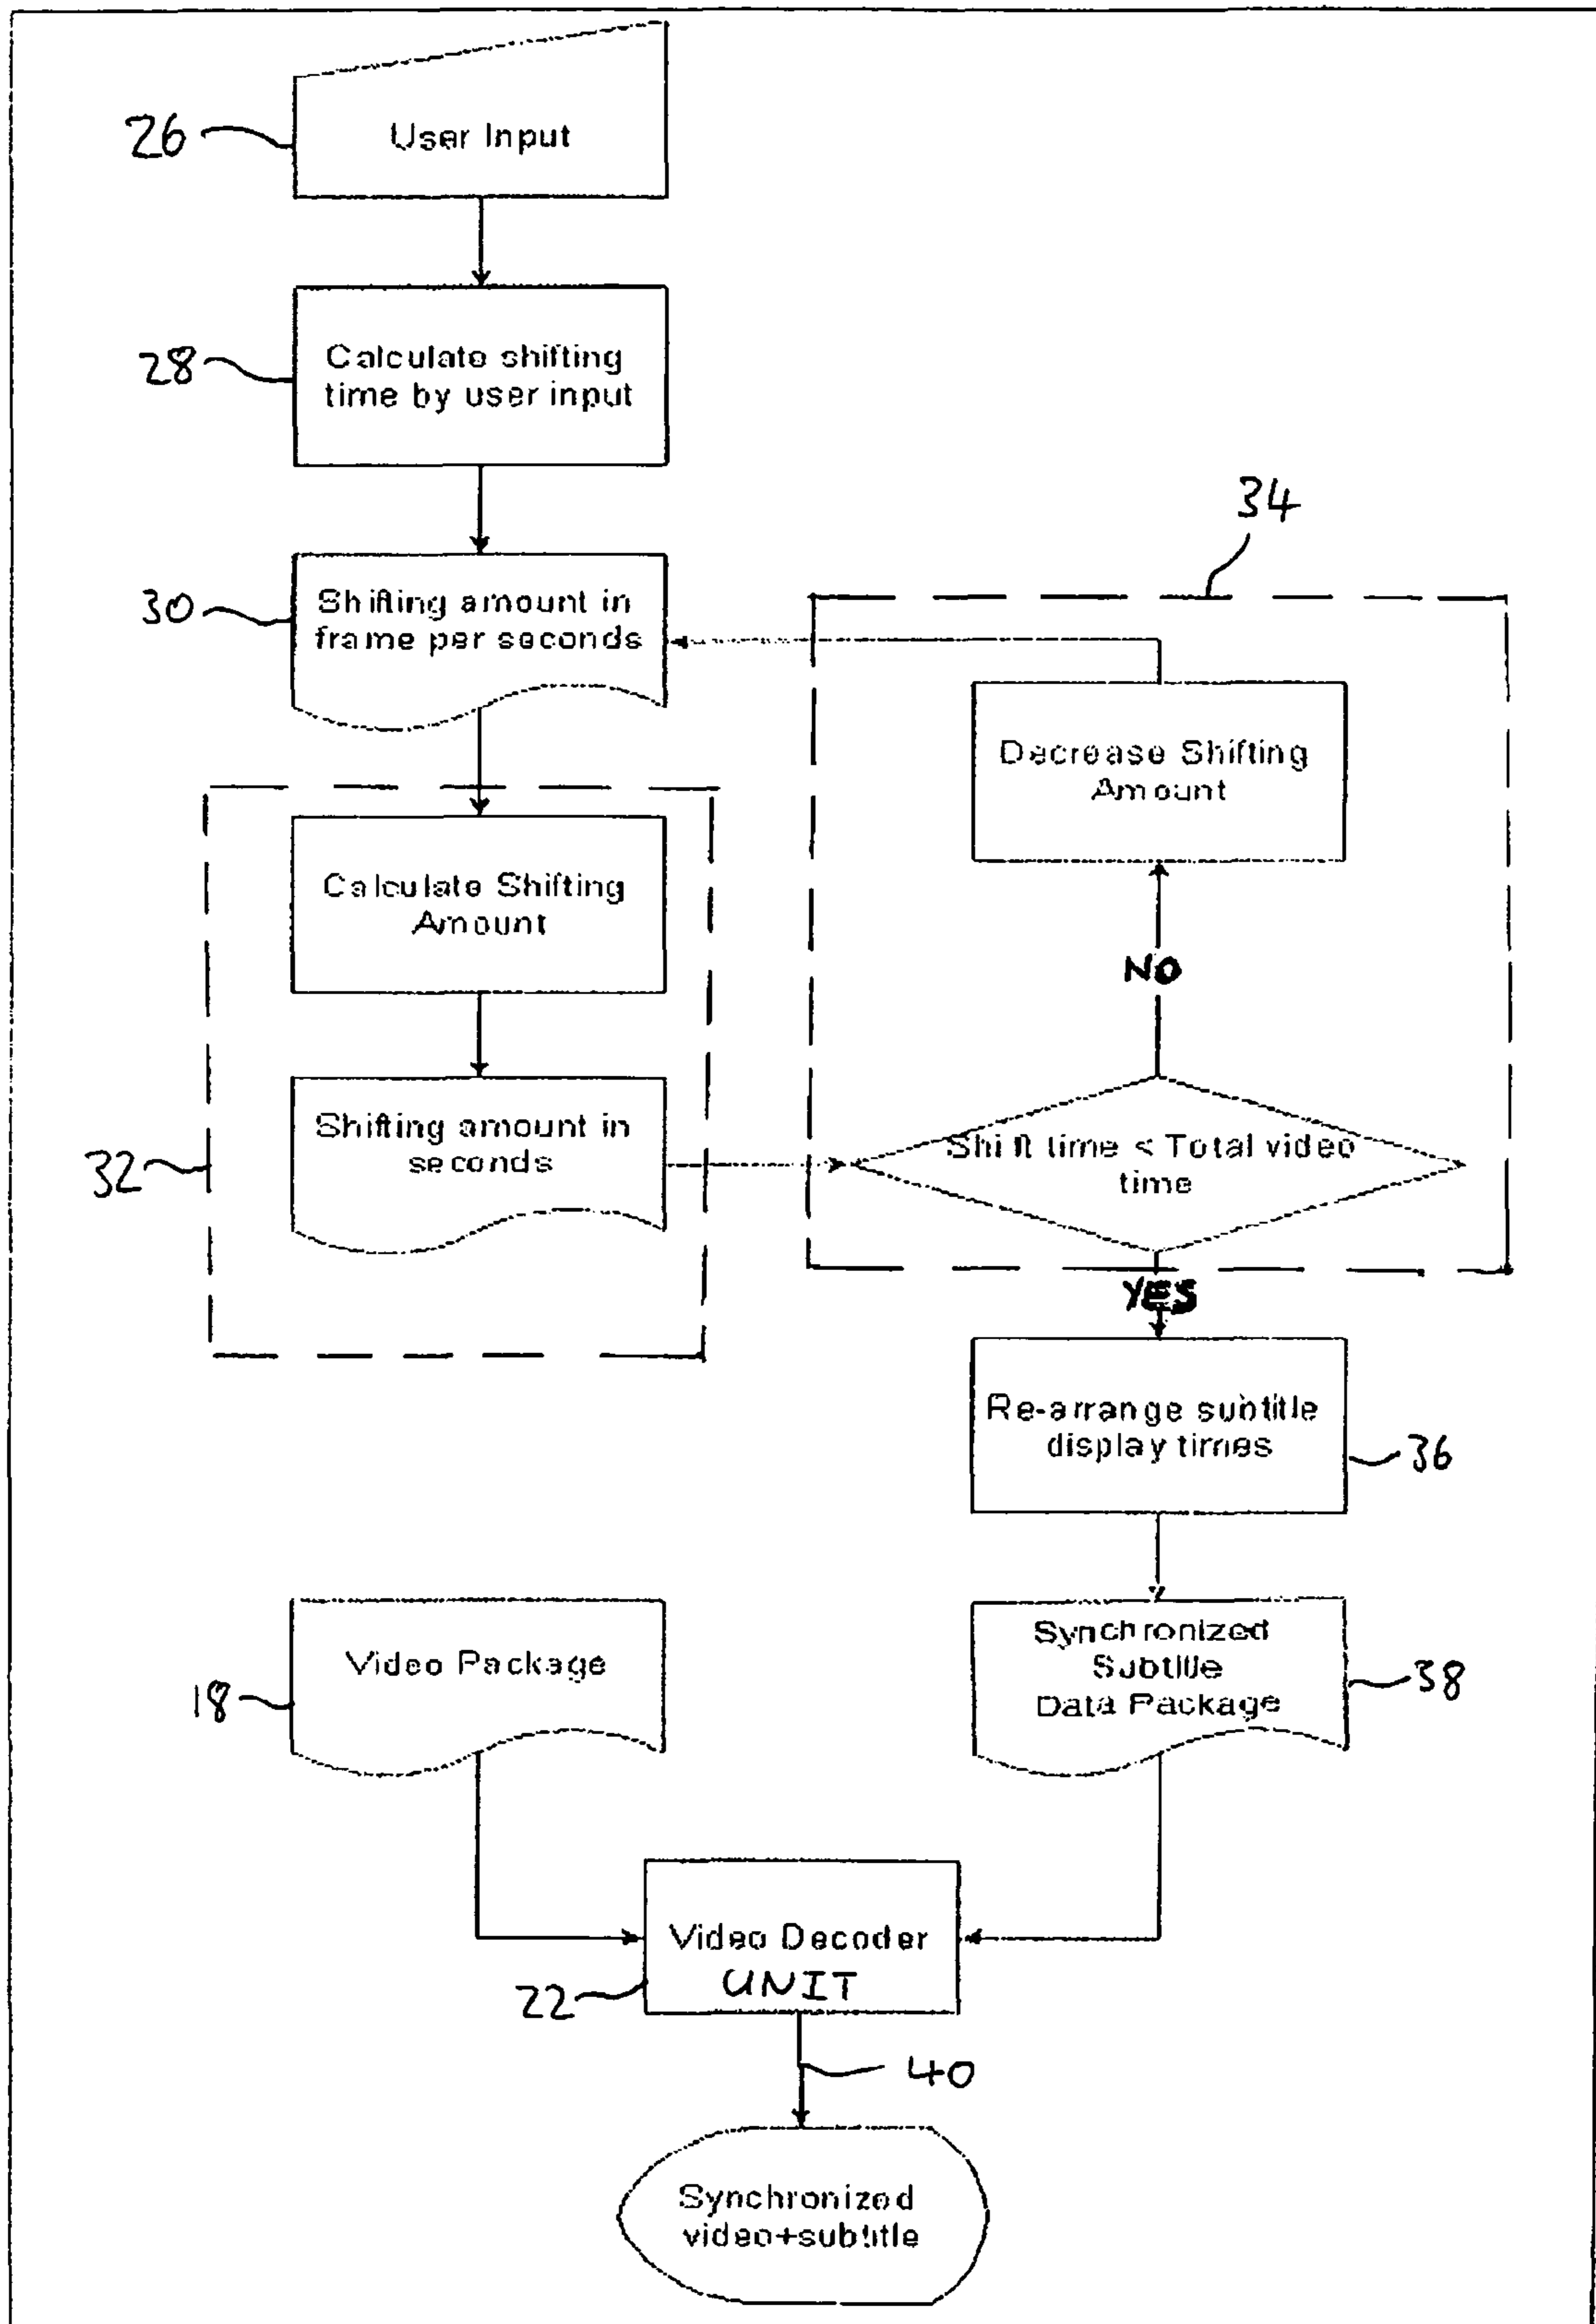 26
User Input
28
Calculate shifting
time by user input
34
30
Shifting amount in
frame per seconds
Decrease Shifting
Amount
Calculate Shifting
Amount
NO
32
Shifting amount in
seconds
Shift time < Total video
time
YES
Re-arrange subtitle
display times
36
18
Video Package
Synchronized
Subtitle
Data Package
38
Video Decoder
UNIT
22
40
Synchronized
video+subtitle